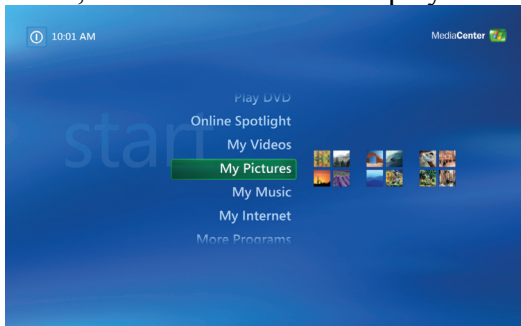 10:01 AM
MediaCenter
start
Play DVD
Online Spotlight
My Videos
My Pictures
My Music
My Internet
More Programs